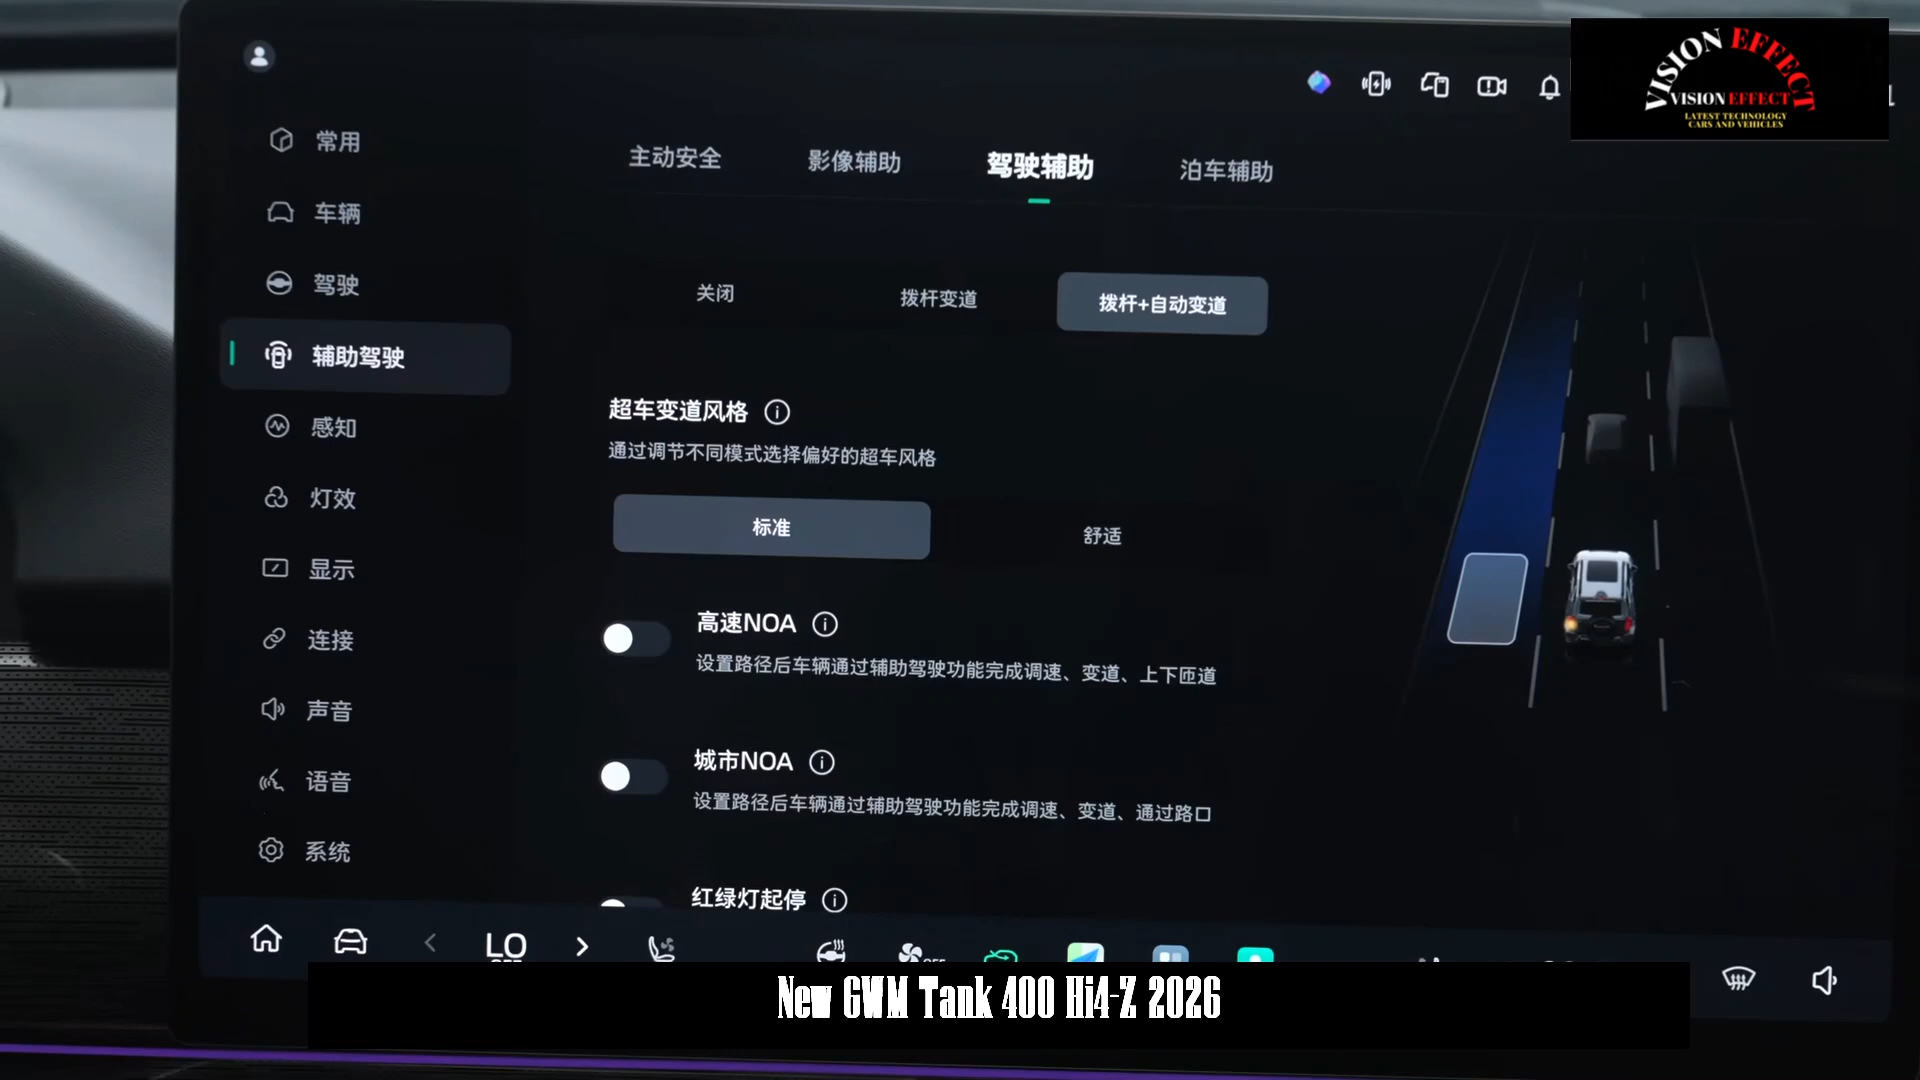 VISION EFFECT
VISION EFFECT
LATEST TECHNOLOGY
CARS AND VEHICLES
常用
车辆
驾驶
辅助驾驶
感知
灯效
显示
连接
声音
语音
系统
主动安全 影像辅助 驾驶辅助 泊车辅助
关闭 拨杆变道 拨杆+自动变道
超车变道风格
通过调节不同模式选择偏好的超车风格
标准 舒适
高速NOA
设置路径后车辆通过辅助驾驶功能完成调速、变道、上下匝道
城市NOA
设置路径后车辆通过辅助驾驶功能完成调速、变道、通过路口
红绿灯起停
LO
New GWM Tank 400 Hi4-Z 2026